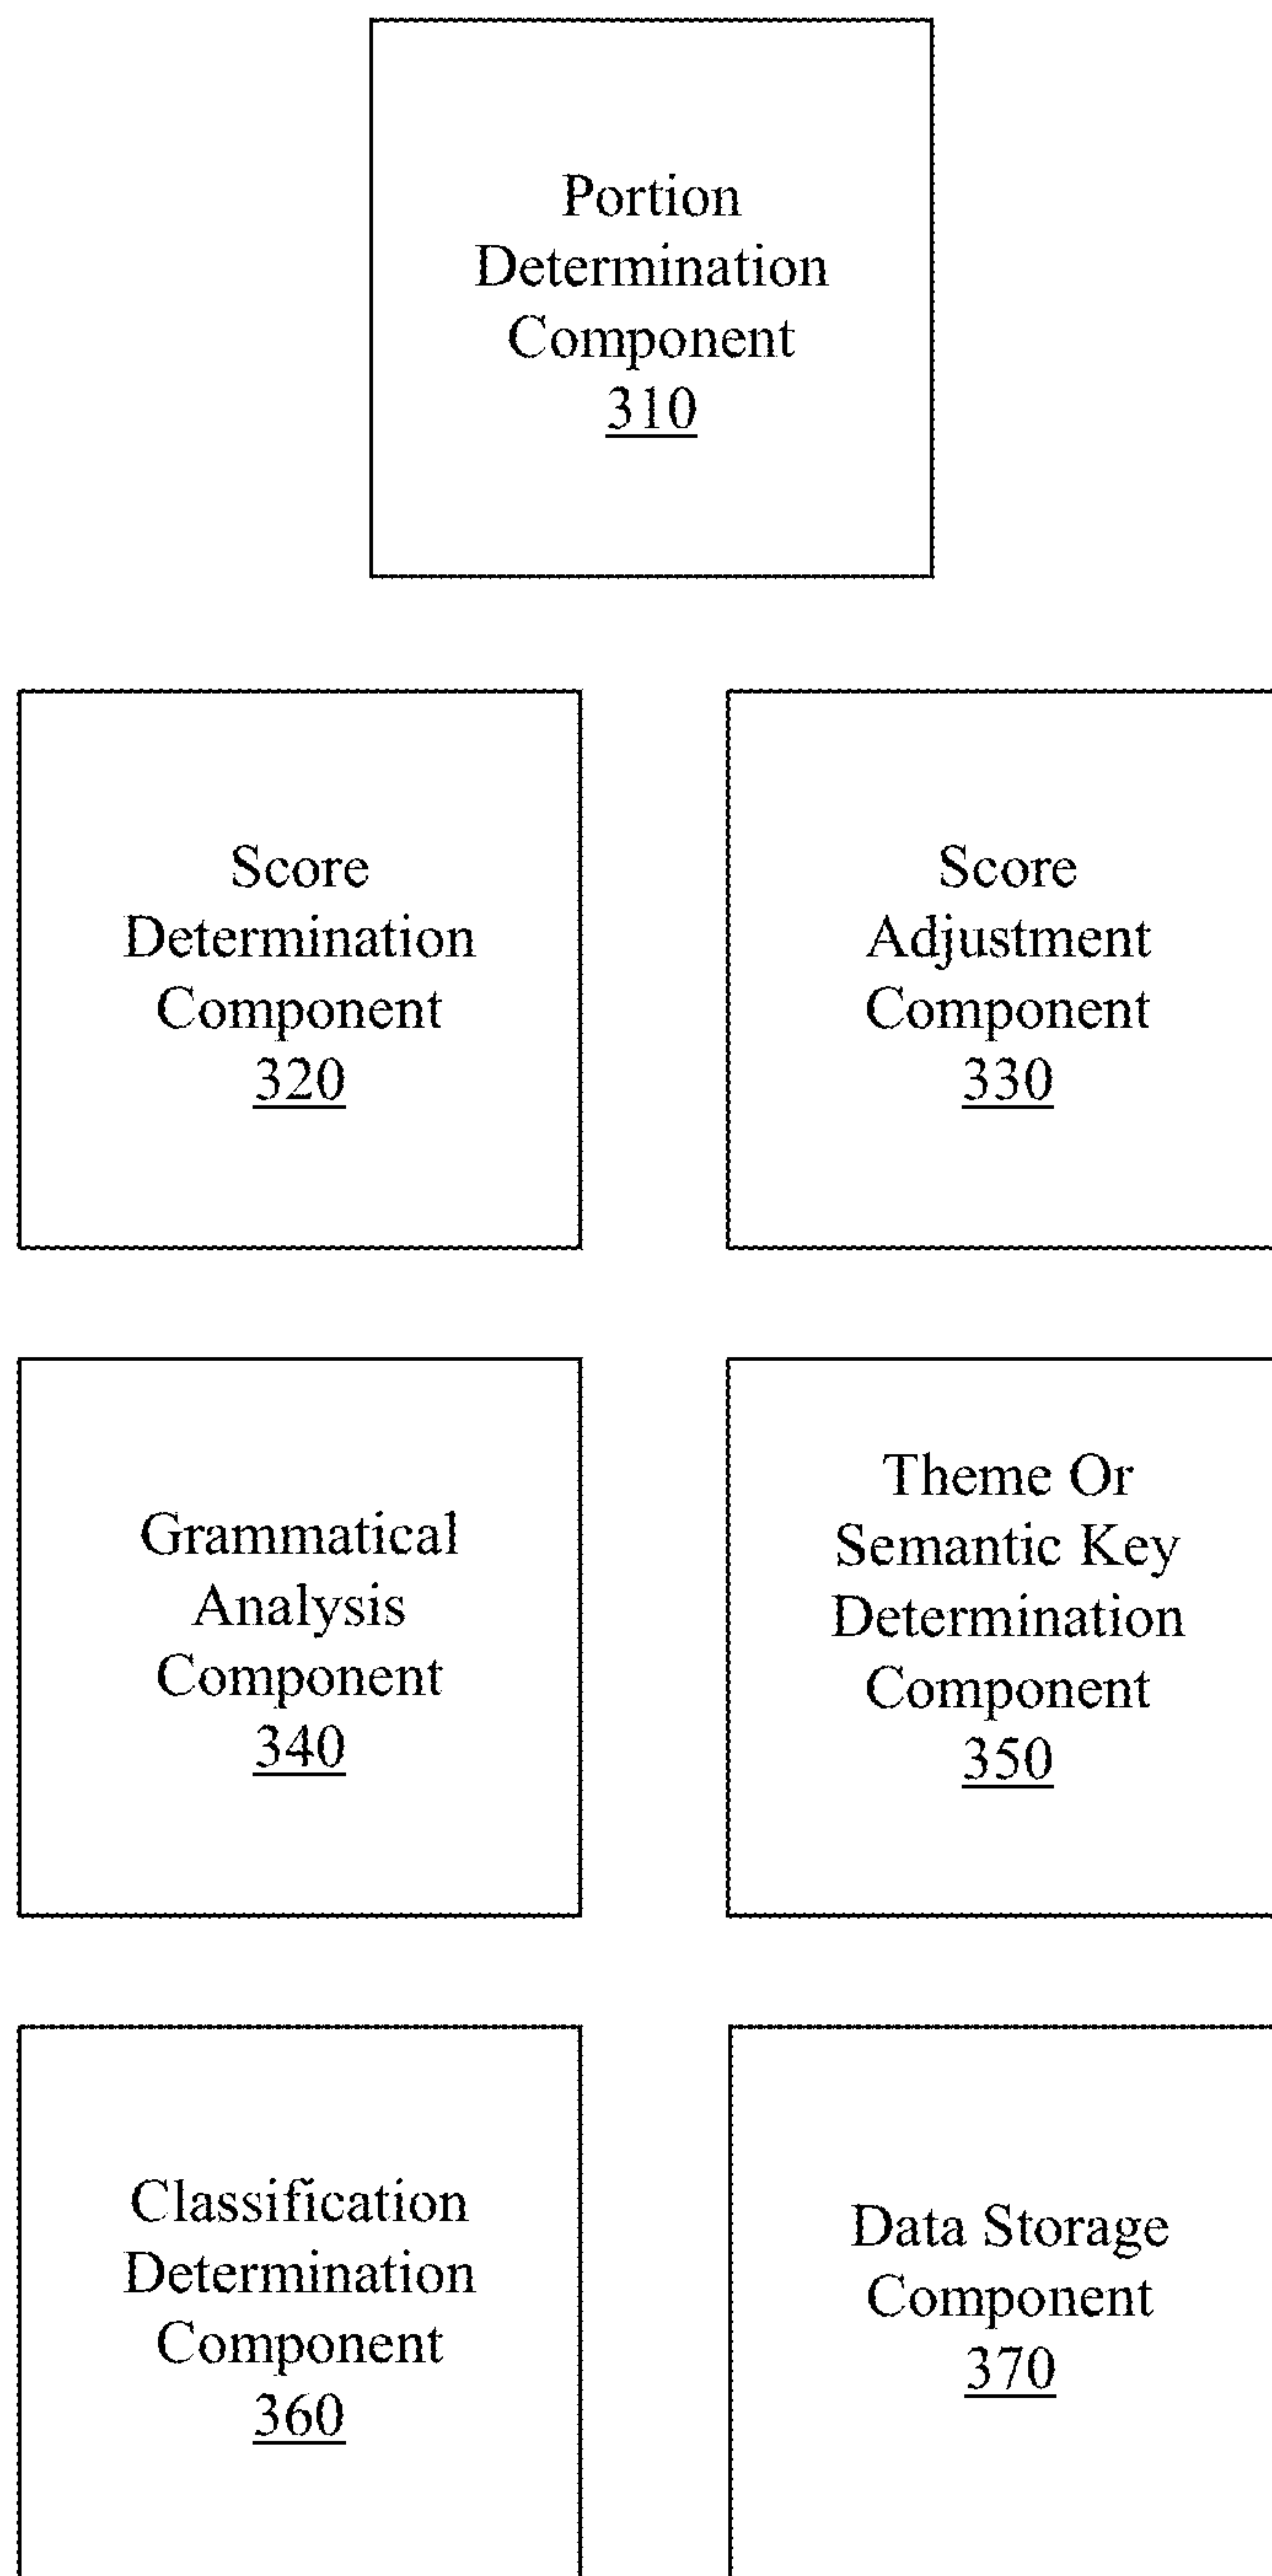 Portion
Determination
Component
310
Score
Determination
Component
320
Score
Adjustment
Component
330
Grammatical
Analysis
Component
340
Theme Or
Semantic Key
Determination
Component
350
Classification
Determination
Component
360
Data Storage
Component
370